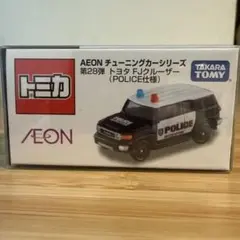 トミカ
AEON チューニングカーシリーズ
第28弾 トヨタ FJクルーザー
(POLICE仕様)
TAKARA
TOMY
POLICE
ÆON